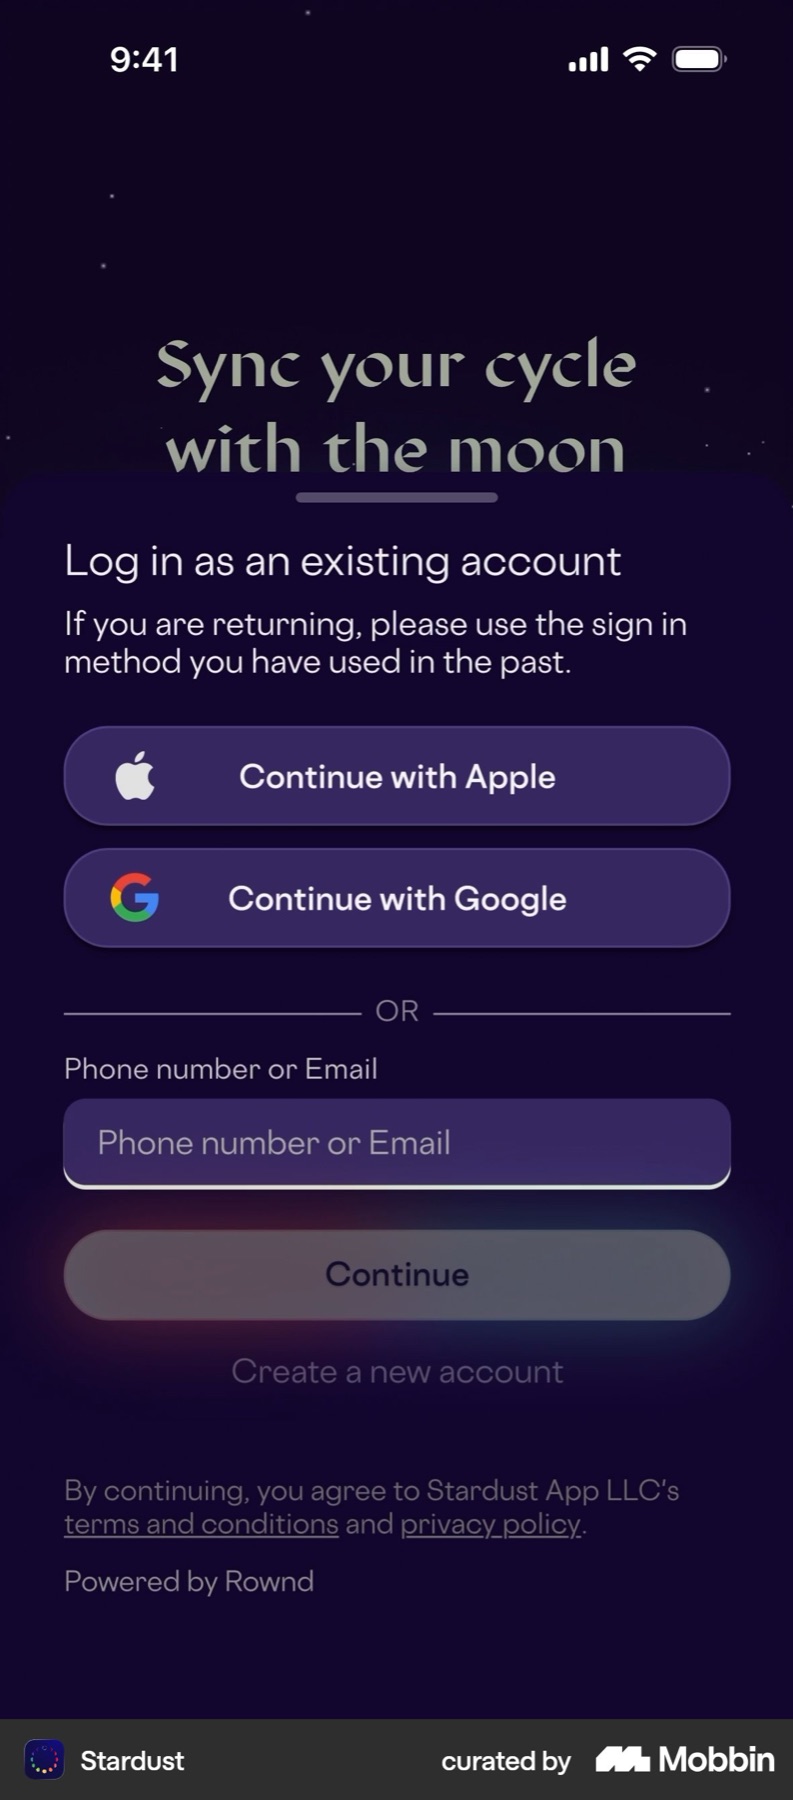 9:41
Sync your cycle
with the moon
Log in as an existing account
If you are returning, please use the sign in
method you have used in the past.
Continue with Apple
Continue with Google
OR
Phone number or Email
Phone number or Email
Continue
Create a new account
By continuing, you agree to Stardust App LLC's
terms and conditions and privacy policy.
Powered by Rownd
Stardust curated by Mobbin